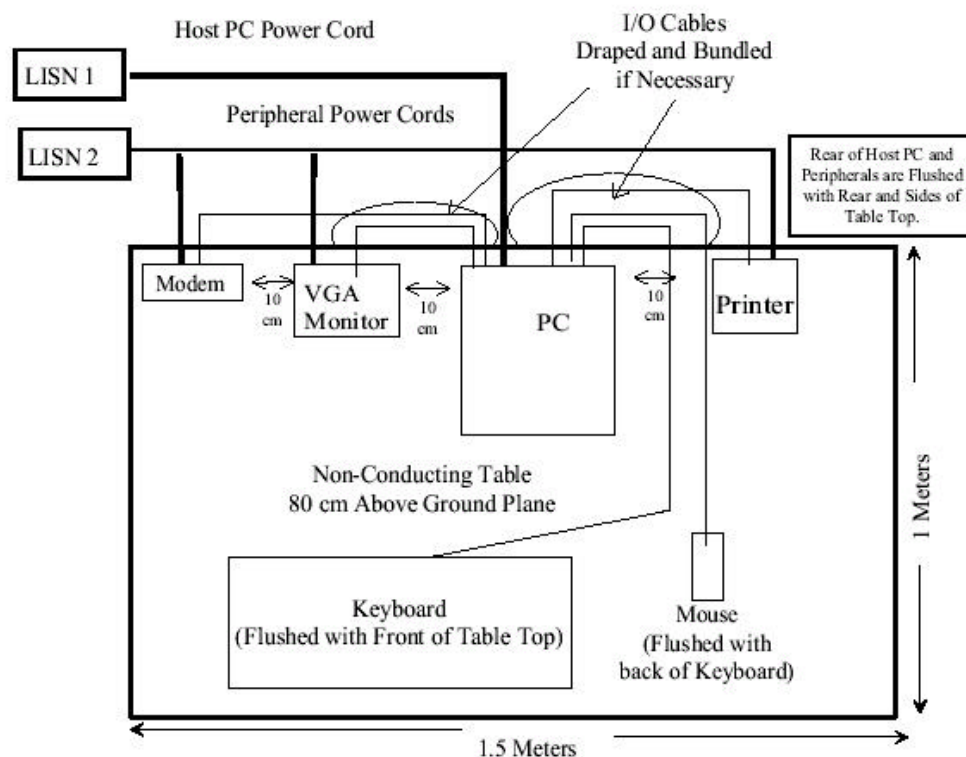 Host PC Power Cord
I/O Cables
Draped and Bundled
if Necessary
LISN 1
Peripheral Power Cords
LISN 2
Rear of Host PC and
Peripherals are Flushed
with Rear and Sides of
Table Top.
Modem
10
cm
VGA
Monitor
10
cm
PC
10
cm
Printer
Non-Conducting Table
80 cm Above Ground Plane
1 Meters
Keyboard
(Flushed with Front of Table Top)
Mouse
(Flushed with
back of Keyboard)
1.5 Meters